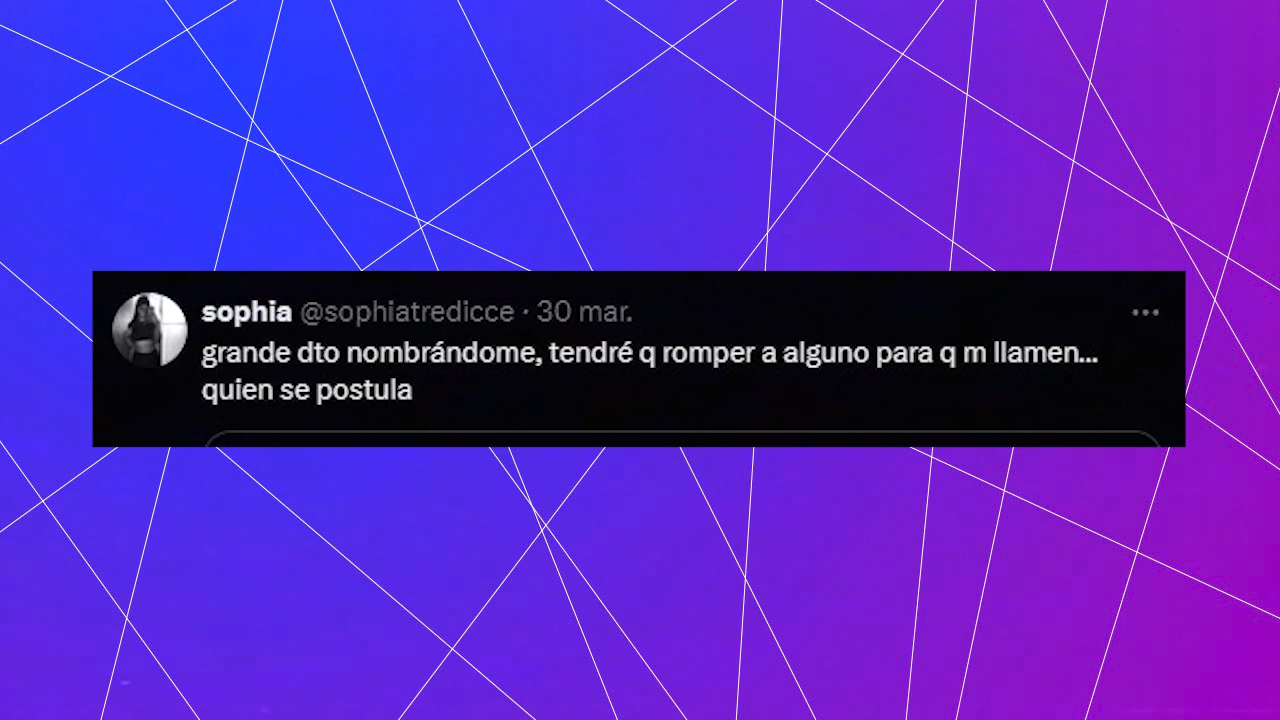 sophia @sophiatredicce · 30 mar.
grande dto nombrándome, tendré q romper a alguno para q m llamen...
quien se postula